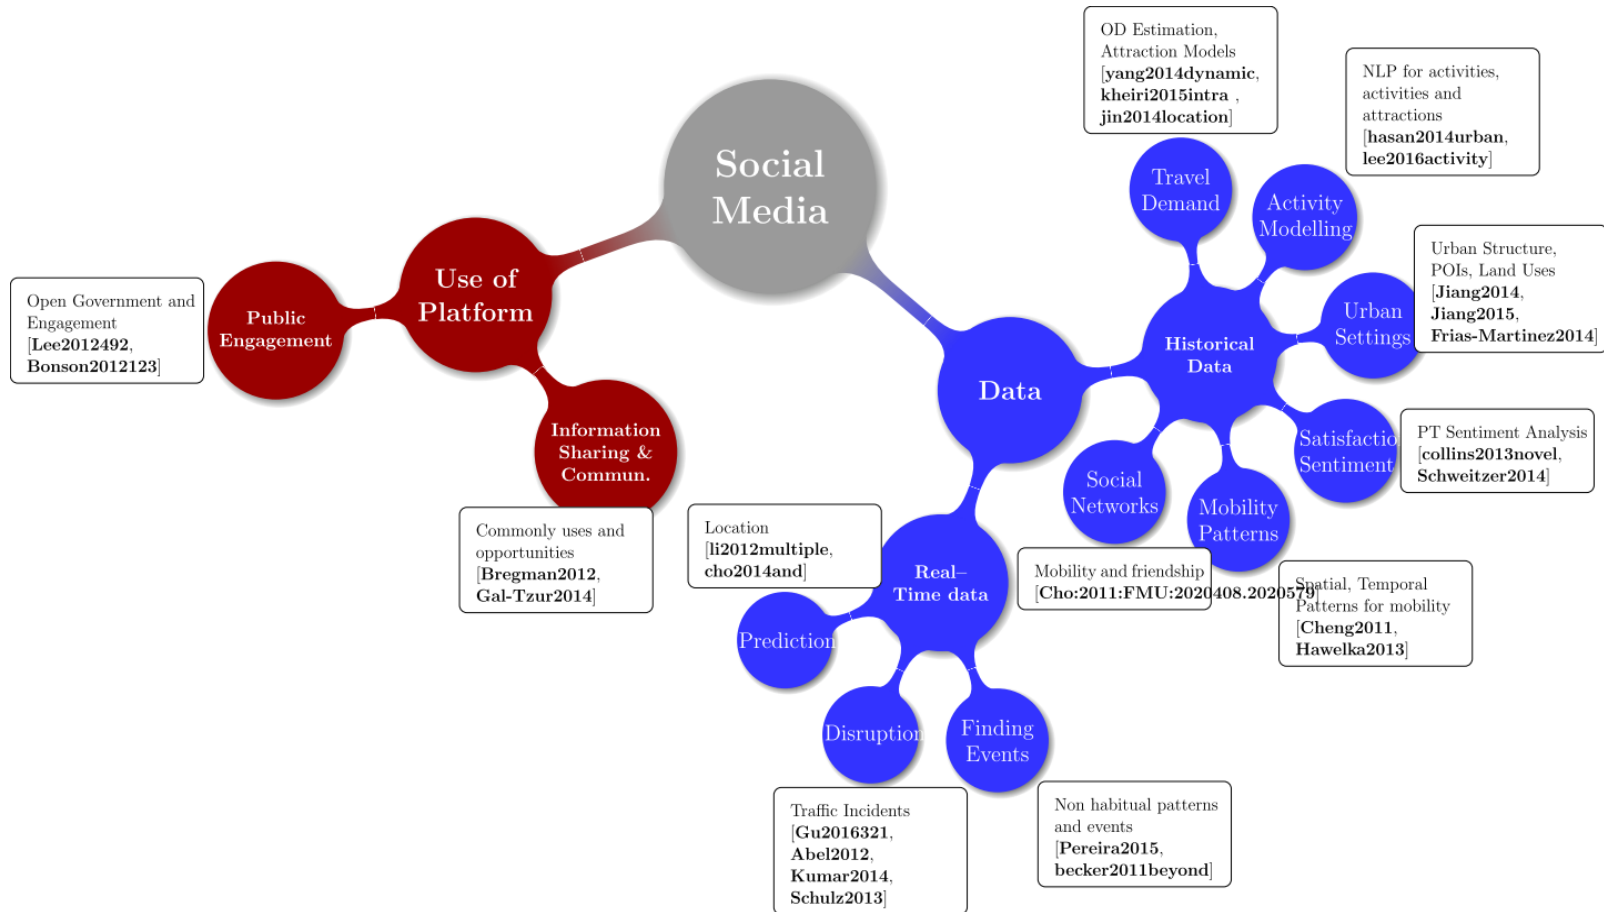 OD Estimation,
Attraction Models
[yang2014dynamic,
kheiri2015intra ,
jin2014location]
NLP for activities,
activities and
attractions
[hasan2014urban,
lee2016activity]
Social
Media
Travel
Demand
Activity
Modelling
Urban Structure,
POIs, Land Uses
[Jiang2014,
Jiang2015,
Frias-Martinez2014]
Use of
Platform
Open Government and
Engagement
[Lee2012492,
Bonson2012123]
Public
Engagement
Urban
Settings
Historical
Data
Data
Information
Sharing &
Commun.
Satisfactio
Sentiment
PT Sentiment Analysis
[collins2013novel,
Schweitzer2014]
Social
Networks
Mobility
Patterns
Commonly uses and
opportunities
[Bregman2012,
Gal-Tzur2014]
Location
[li2012multiple,
cho2014and]
Real–
Time data
Mobility and friendship
[Cho:2011:FMU:2020408.2020579]
Spatial, Temporal
Patterns for mobility
[Cheng2011,
Hawelka2013]
Prediction
Disruption
Finding
Events
Traffic Incidents
[Gu2016321,
Abel2012,
Kumar2014,
Schulz2013]
Non habitual patterns
and events
[Pereira2015,
becker2011beyond]